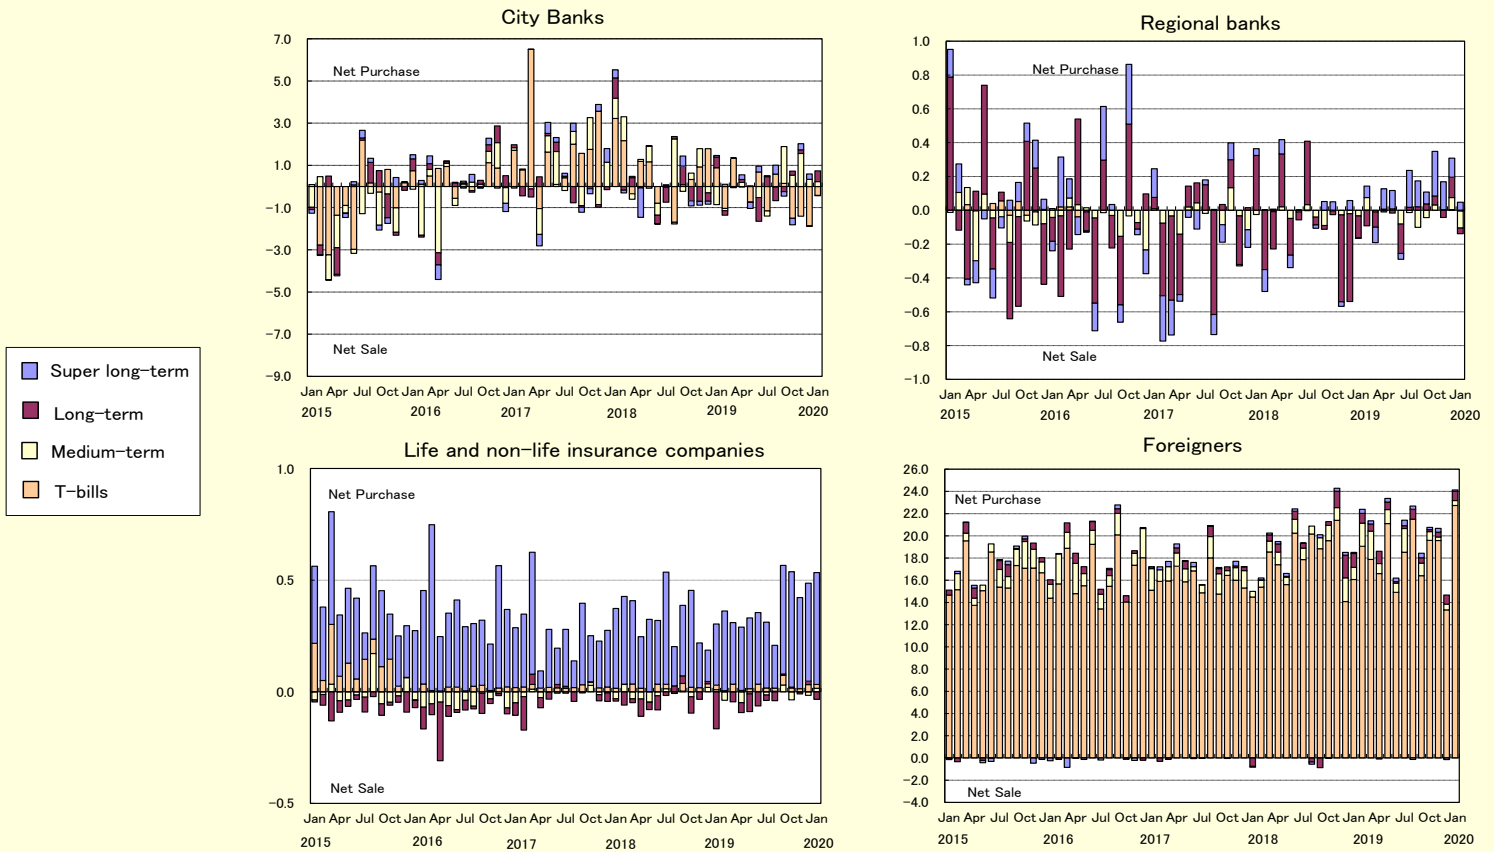 City Banks
7.0
5.0
3.0
1.0
−1.0
−3.0
−5.0
−7.0
−9.0
Net Purchase
Net Sale
Jan Apr Jul Oct Jan Apr Jul Oct Jan Apr Jul Oct Jan Apr Jul Oct Jan Apr Jul Oct Jan
2015 2016 2017 2018 2019 2020
Regional banks
1.0
0.8
0.6
0.4
0.2
0.0
−0.2
−0.4
−0.6
−0.8
−1.0
Net Purchase
Net Sale
Jan Apr Jul Oct Jan Apr Jul Oct Jan Apr Jul Oct Jan Apr Jul Oct Jan Apr Jul Oct Jan
2015 2016 2017 2018 2019 2020
Super long−term
Long−term
Medium−term
T−bills
Life and non−life insurance companies
1.0
0.5
0.0
−0.5
Net Purchase
Net Sale
Jan Apr Jul Oct Jan Apr Jul Oct Jan Apr Jul Oct Jan Apr Jul Oct Jan Apr Jul Oct Jan
2015 2016 2017 2018 2019 2020
Foreigners
26.0
24.0
22.0
20.0
18.0
16.0
14.0
12.0
10.0
8.0
6.0
4.0
2.0
0.0
−2.0
−4.0
Net Purchase
Net Sale
Jan Apr Jul Oct Jan Apr Jul Oct Jan Apr Jul Oct Jan Apr Jul Oct Jan Apr Jul Oct Jan
2015 2016 2017 2018 2019 2020